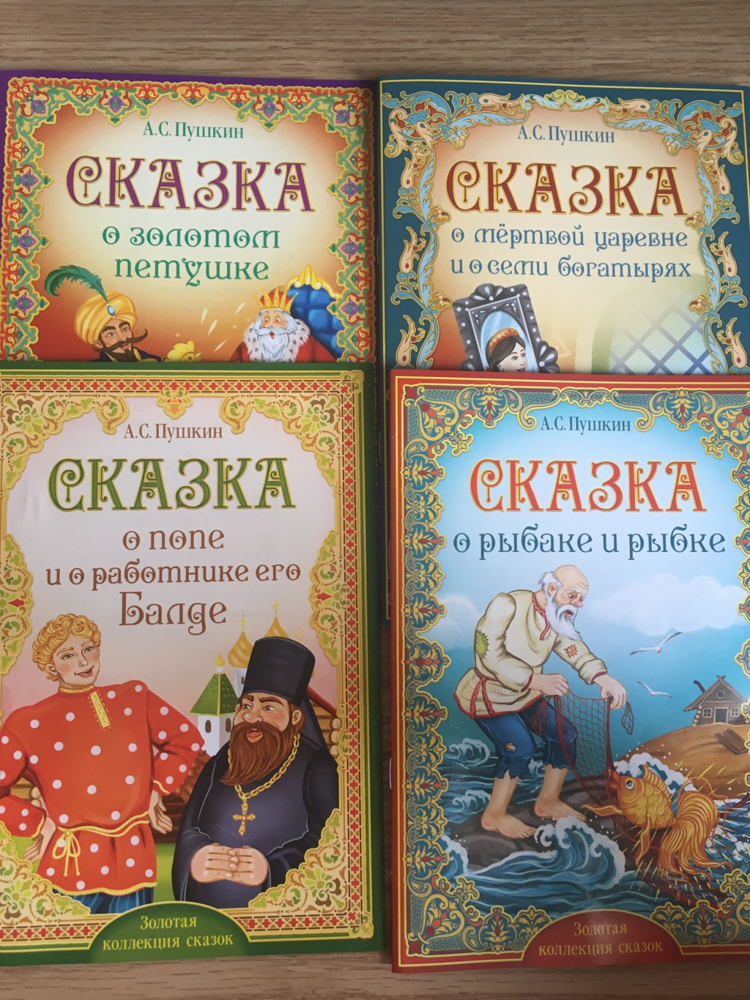 А.С. Пушкин
СКАЗКА
о золотом
петушке
А.С. Пушкин
СКАЗКА
о мёртвой царевне
и о семи богатырях
А.С. Пушкин
СКАЗКА
о попе
и о работнике его
Балде
Золотая
коллекция сказок
А.С. Пушкин
СКАЗКА
о рыбаке и рыбке
Золотая
коллекция сказок